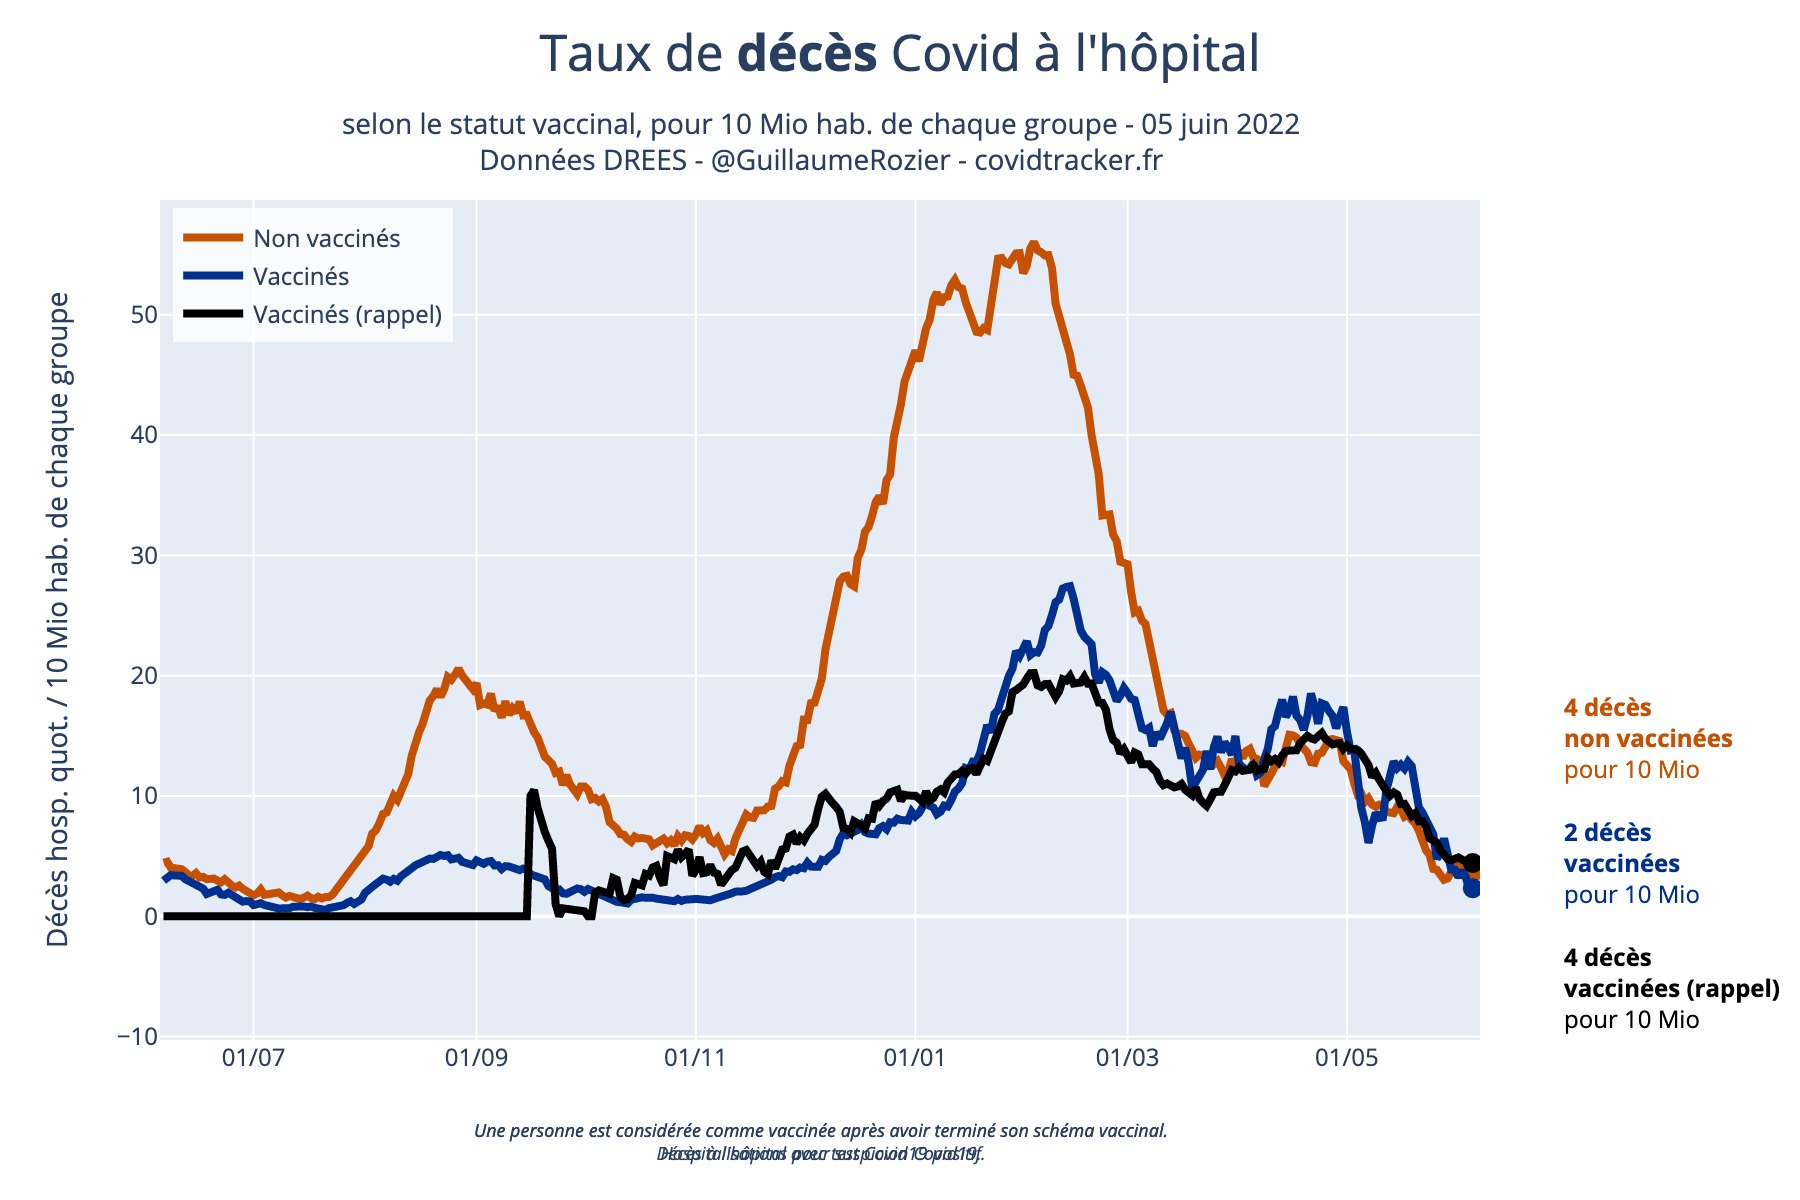 Taux de décès Covid à l'hôpital
selon le statut vaccinal, pour 10 Mio hab. de chaque groupe - 05 juin 2022
Données DREES - @GuillaumeRozier - covidtracker.fr
Non vaccinés
Vaccinés
Vaccinés (rappel)
Décès hosp. quot. / 10 Mio hab. de chaque groupe
50
40
30
20
10
0
−10
01/07
01/09
01/11
01/01
01/03
01/05
4 décès
non vaccinées
pour 10 Mio
2 décès
vaccinées
pour 10 Mio
4 décès
vaccinées (rappel)
pour 10 Mio
Une personne est considérée comme vaccinée après avoir terminé son schéma vaccinal.